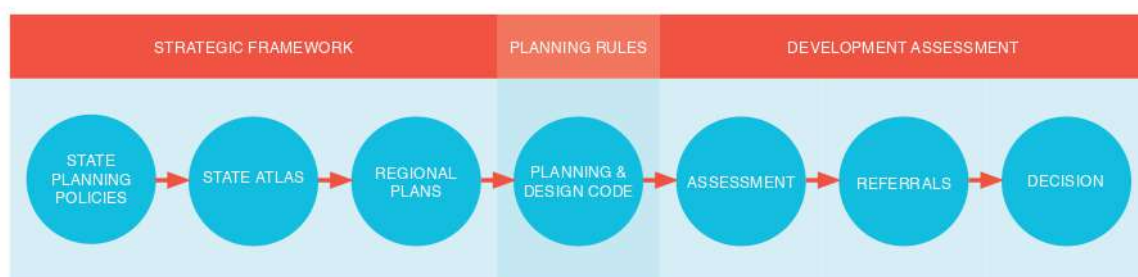 STRATEGIC FRAMEWORK
PLANNING RULES
DEVELOPMENT ASSESSMENT
STATE
PLANNING
POLICIES
STATE ATLAS
REGIONAL
PLANS
PLANNING &
DESIGN CODE
ASSESSMENT
REFERRALS
DECISION